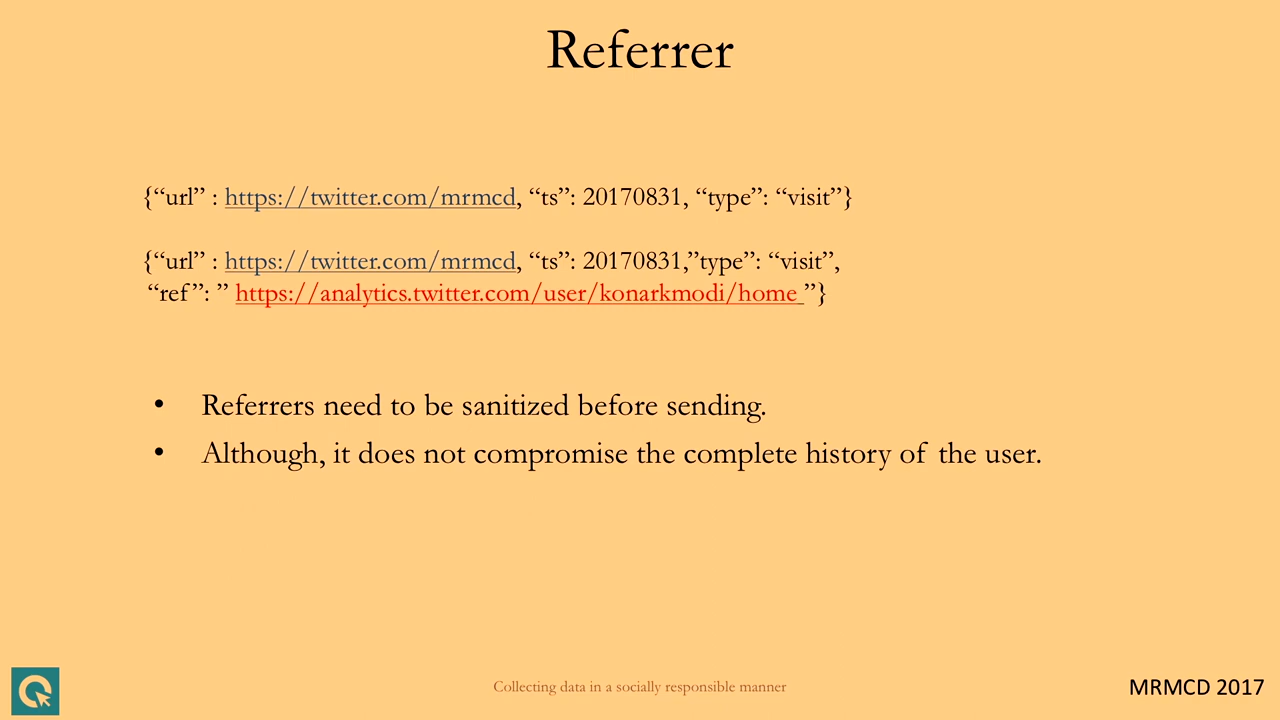 Referrer
{“url” : https://twitter.com/mrmcd, “ts”: 20170831, “type”: “visit”}
{“url” : https://twitter.com/mrmcd, “ts”: 20170831,”type”: “visit”,
“ref”: ” https://analytics.twitter.com/user/konarkmodi/home ”}
• Referrers need to be sanitized before sending.
• Although, it does not compromise the complete history of the user.
Collecting data in a socially responsible manner
MRMCD 2017